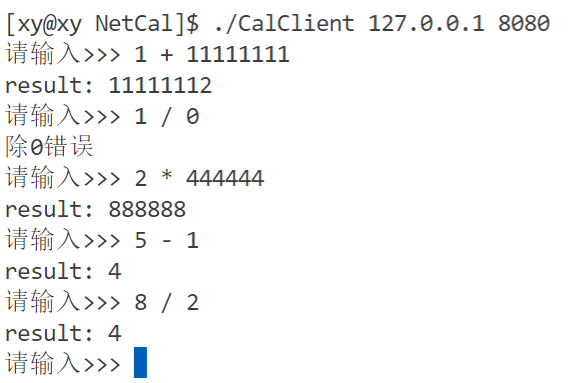 [xy@xy NetCal]$ ./CalClient 127.0.0.1 8080
请输入>>> 1 + 11111111
result: 11111112
请输入>>> 1 / 0
除0错误
请输入>>> 2 * 444444
result: 888888
请输入>>> 5 - 1
result: 4
请输入>>> 8 / 2
result: 4
请输入>>>